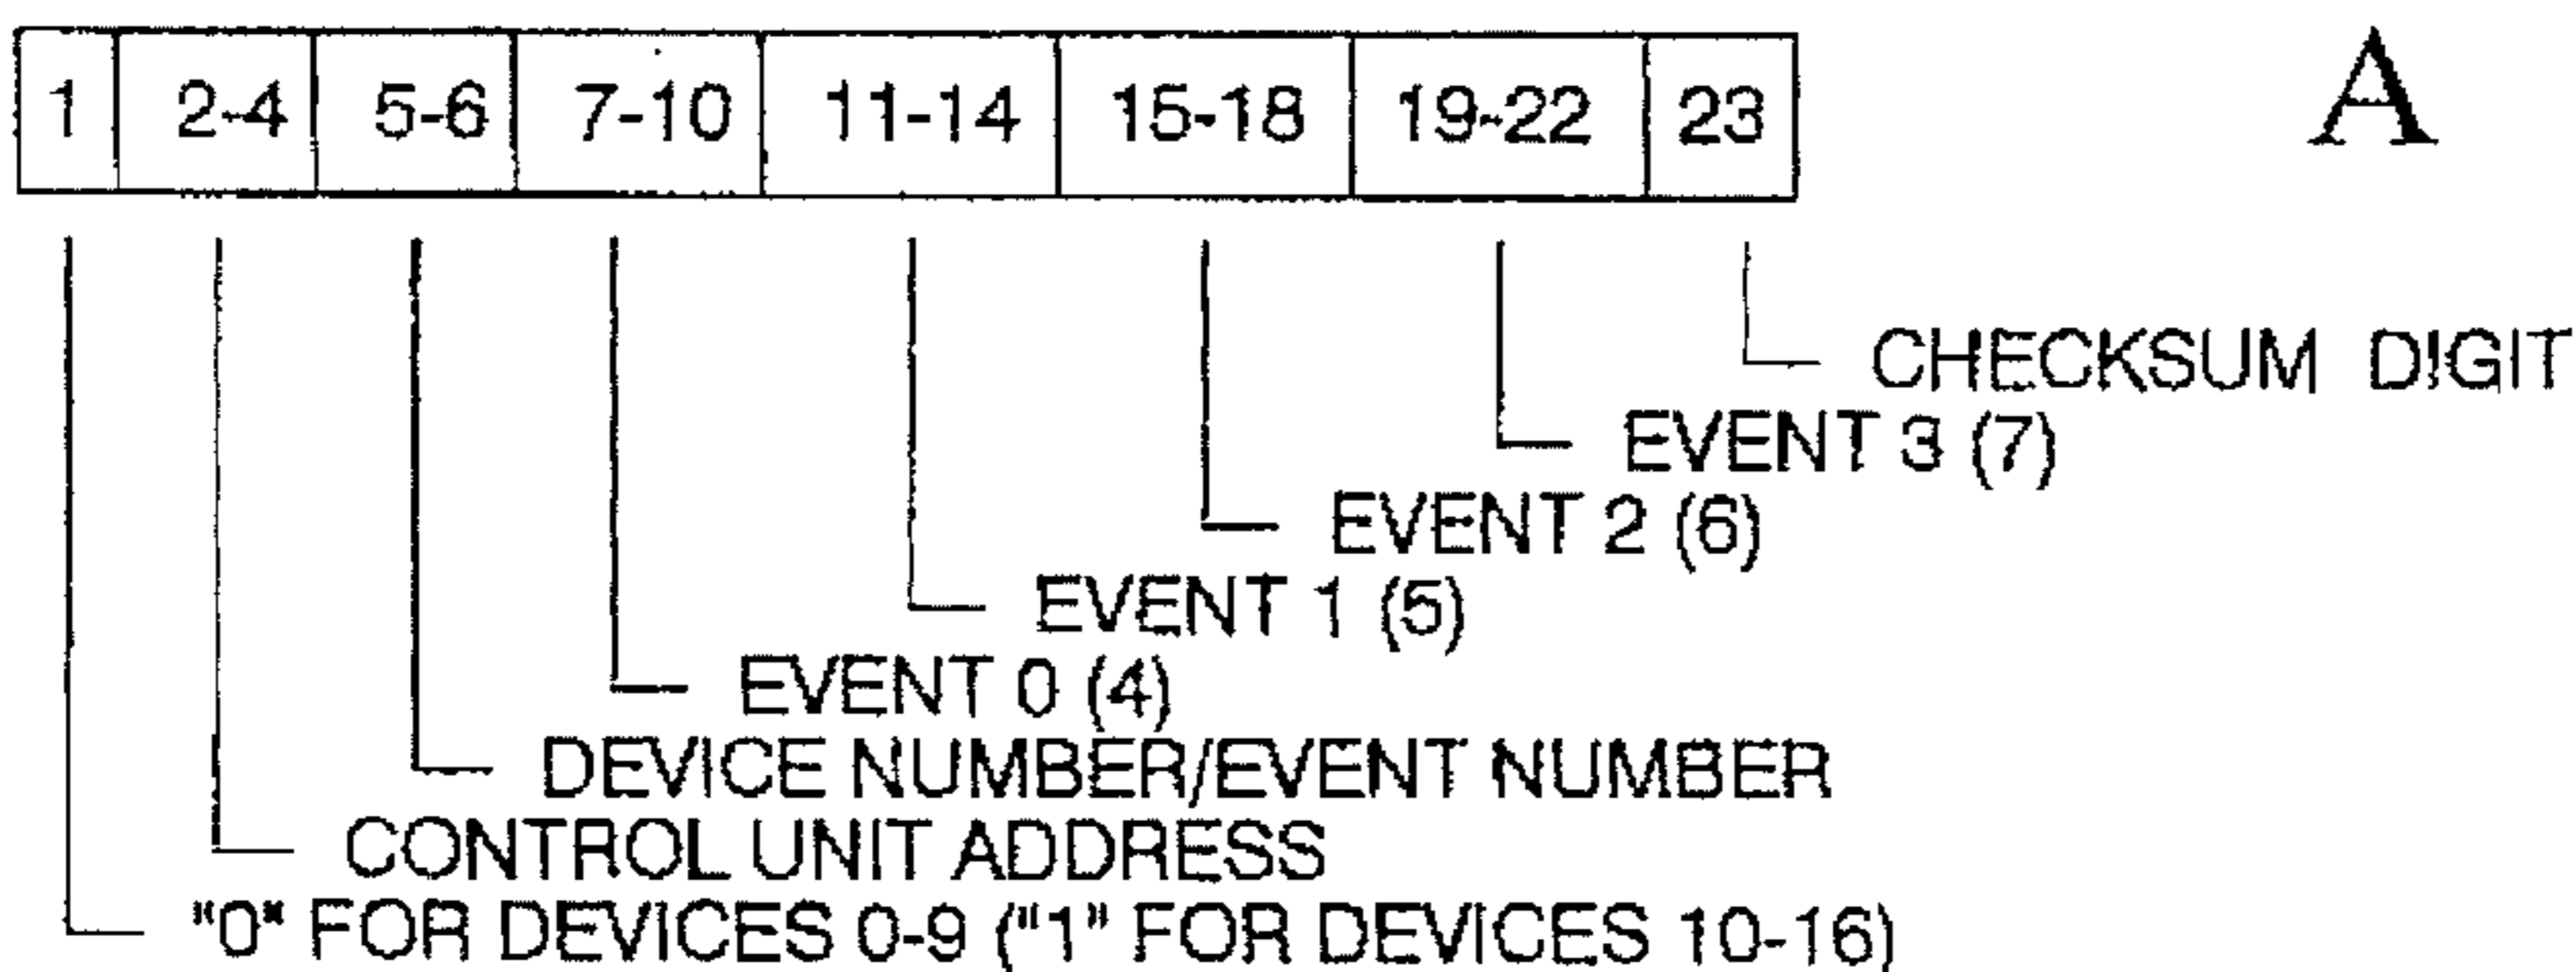 1 2-4 5-6 7-10 11-14 15-18 19-22 23 A
CHECKSUM DIGIT
EVENT 3 (7)
EVENT 2 (6)
EVENT 1 (5)
EVENT 0 (4)
DEVICE NUMBER/EVENT NUMBER
CONTROL UNIT ADDRESS
"0" FOR DEVICES 0-9 ("1" FOR DEVICES 10-16)